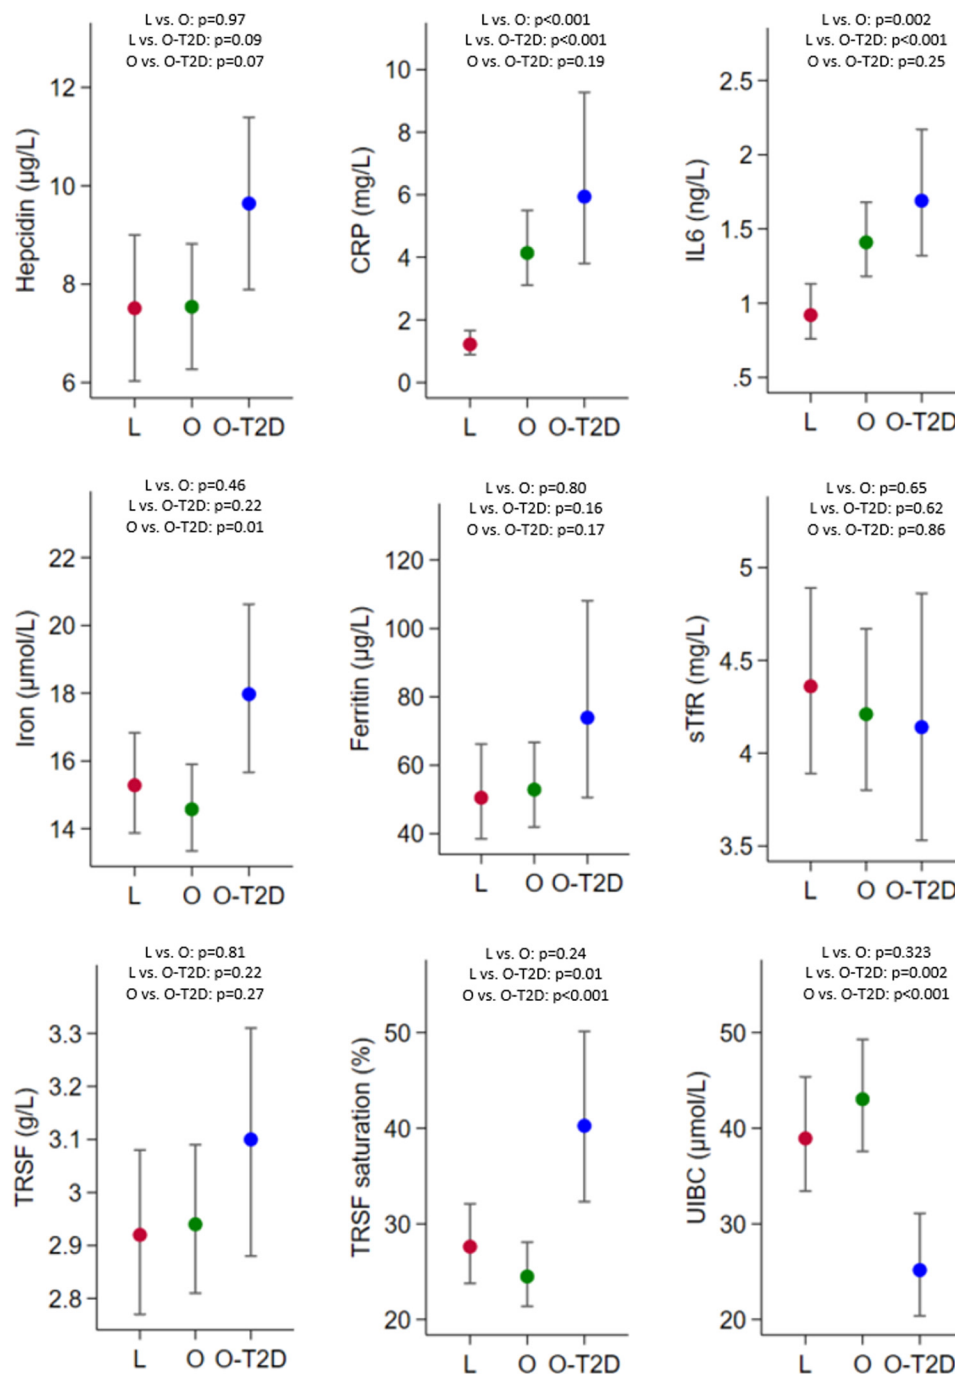 L vs. O: p=0.97
L vs. O-T2D: p=0.09
O vs. O-T2D: p=0.07
Hepcidin (µg/L)
12
10
8
6
L O O-T2D
L vs. O: p<0.001
L vs. O-T2D: p<0.001
O vs. O-T2D: p=0.19
CRP (mg/L)
10
8
6
4
2
0
L O O-T2D
L vs. O: p=0.002
L vs. O-T2D: p<0.001
O vs. O-T2D: p=0.25
IL6 (ng/L)
2.5
2
1.5
1
.5
L O O-T2D
L vs. O: p=0.46
L vs. O-T2D: p=0.22
O vs. O-T2D: p=0.01
Iron (µmol/L)
22
20
18
16
14
L O O-T2D
L vs. O: p=0.80
L vs. O-T2D: p=0.16
O vs. O-T2D: p=0.17
Ferritin (µg/L)
120
100
80
60
40
L O O-T2D
L vs. O: p=0.65
L vs. O-T2D: p=0.62
O vs. O-T2D: p=0.86
sTfR (mg/L)
5
4.5
4
3.5
L O O-T2D
L vs. O: p=0.81
L vs. O-T2D: p=0.22
O vs. O-T2D: p=0.27
TRSF (g/L)
3.3
3.2
3.1
3
2.9
2.8
L O O-T2D
L vs. O: p=0.24
L vs. O-T2D: p=0.01
O vs. O-T2D: p<0.001
TRSF saturation (%)
50
40
30
20
L O O-T2D
L vs. O: p=0.323
L vs. O-T2D: p=0.002
O vs. O-T2D: p<0.001
UIBC (µmol/L)
50
40
30
20
L O O-T2D